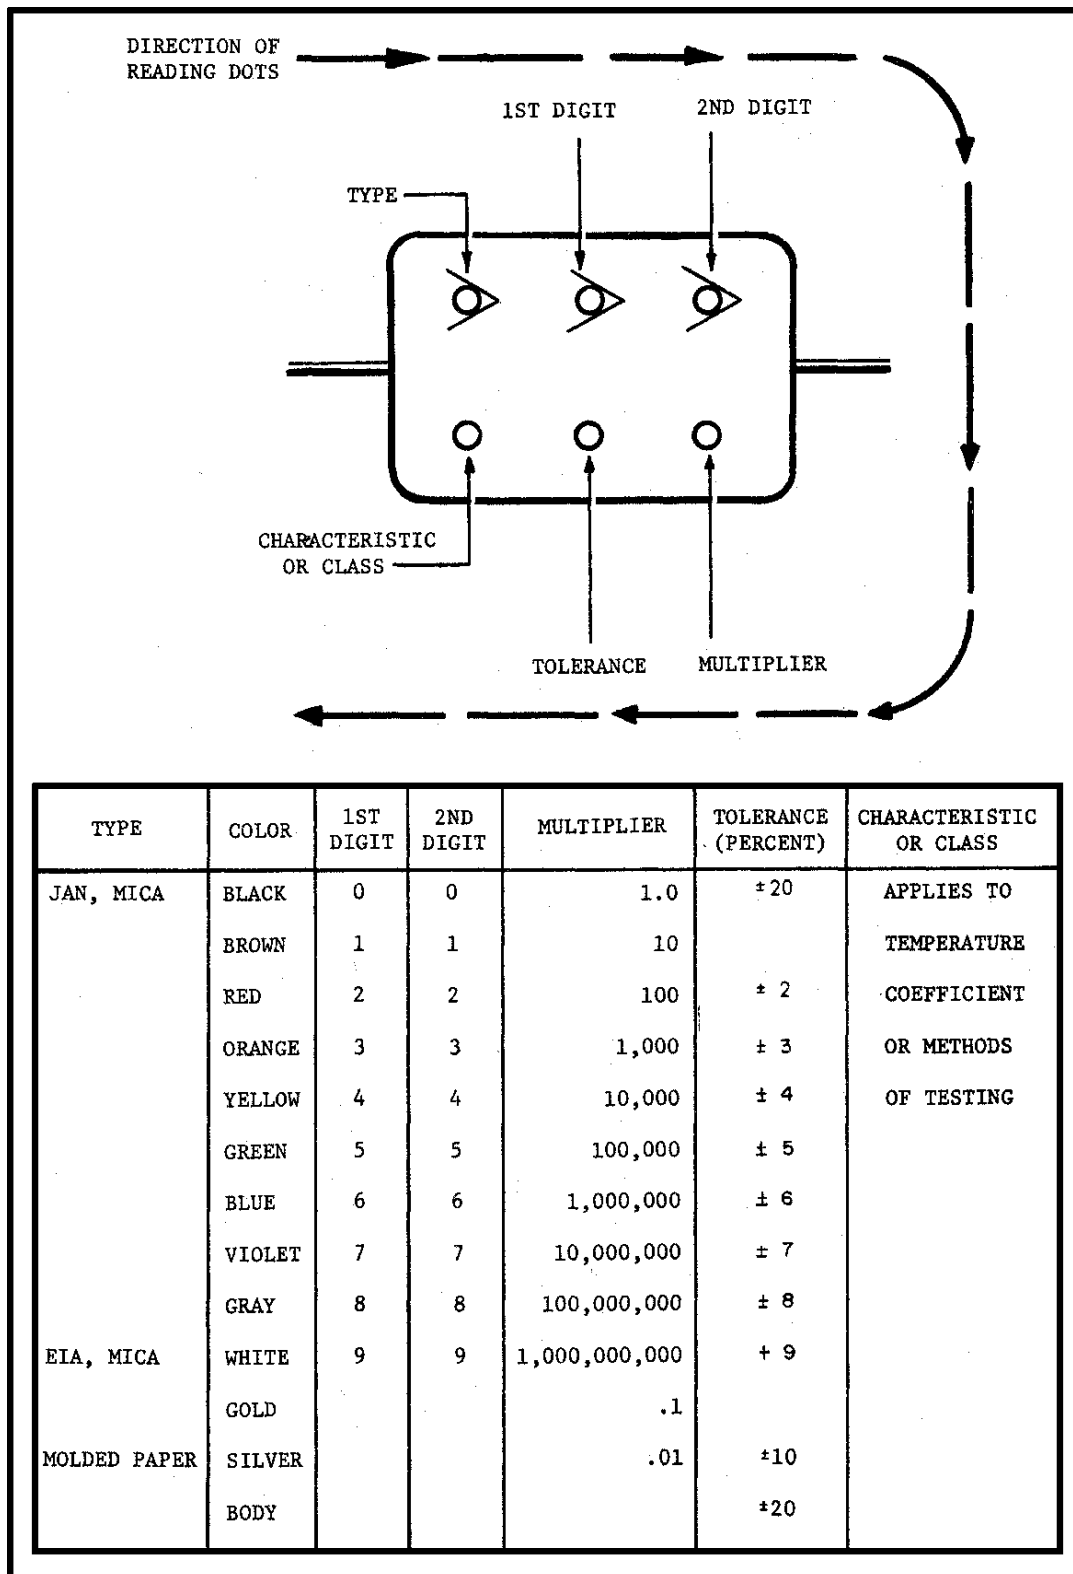 DIRECTION OF
READING DOTS
1ST DIGIT
2ND DIGIT
TYPE
CHARACTERISTIC
OR CLASS
TOLERANCE
MULTIPLIER
TYPE COLOR 1ST DIGIT 2ND DIGIT MULTIPLIER TOLERANCE (PERCENT) CHARACTERISTIC OR CLASS
JAN, MICA BLACK 0 0 1.0 ±20 APPLIES TO
BROWN 1 1 10 TEMPERATURE
RED 2 2 100 ± 2 COEFFICIENT
ORANGE 3 3 1,000 ± 3 OR METHODS
YELLOW 4 4 10,000 ± 4 OF TESTING
GREEN 5 5 100,000 ± 5
BLUE 6 6 1,000,000 ± 6
VIOLET 7 7 10,000,000 ± 7
GRAY 8 8 100,000,000 ± 8
EIA, MICA WHITE 9 9 1,000,000,000 + 9
GOLD .1
MOLDED PAPER SILVER .01 ±10
BODY ±20